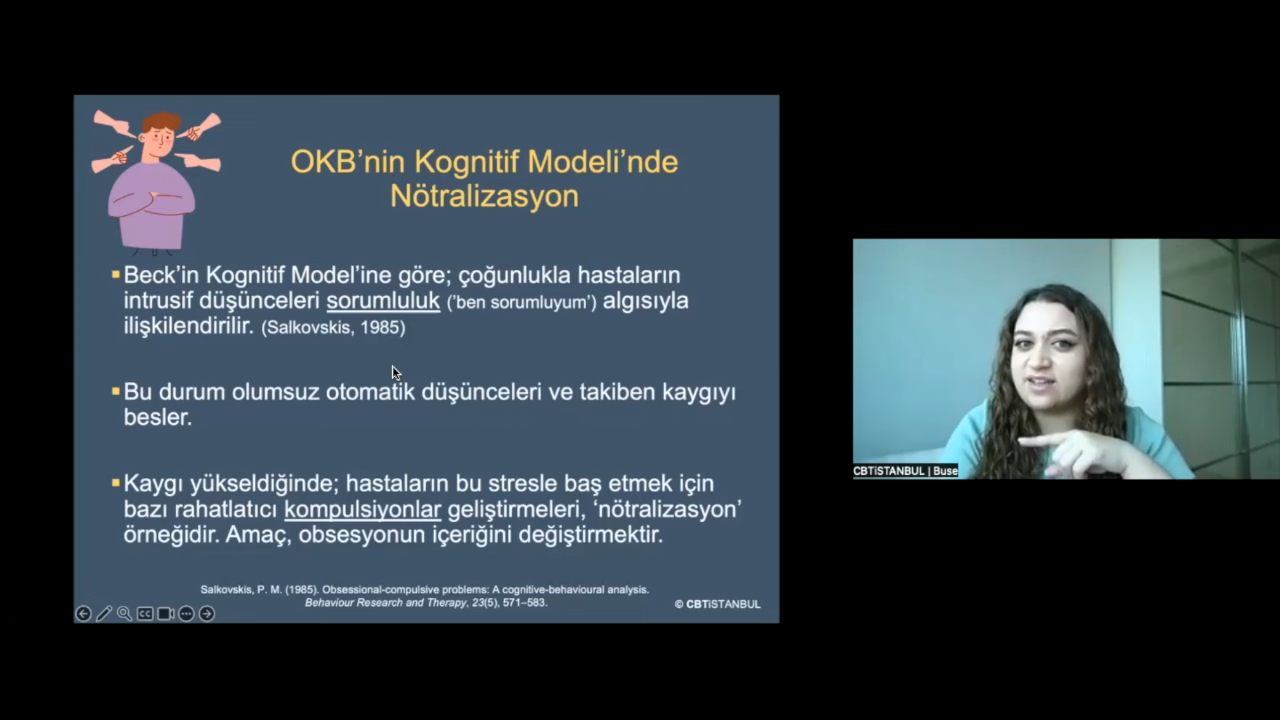 OKB’nin Kognitif Modeli’nde
Nötralizasyon
▪Beck’in Kognitif Model’ine göre; çoğunlukla hastaların
intrusif düşünceleri sorumluluk (’ben sorumluyum’) algısıyla
ilişkilendirilir. (Salkovskis, 1985)
▪Bu durum olumsuz otomatik düşünceleri ve takiben kaygıyı
besler.
▪Kaygı yükseldiğinde; hastaların bu stresle baş etmek için
bazı rahatlatıcı kompulsiyonlar geliştirmeleri, ‘nötralizasyon’
örneğidir. Amaç, obsesyonun içeriğini değiştirmektir.
Salkovskis, P. M. (1985). Obsessional-compulsive problems: A cognitive-behavioural analysis.
Behaviour Research and Therapy, 23(5), 571–583.
© CBTiSTANBUL
CC
CBTiSTANBUL | Buse